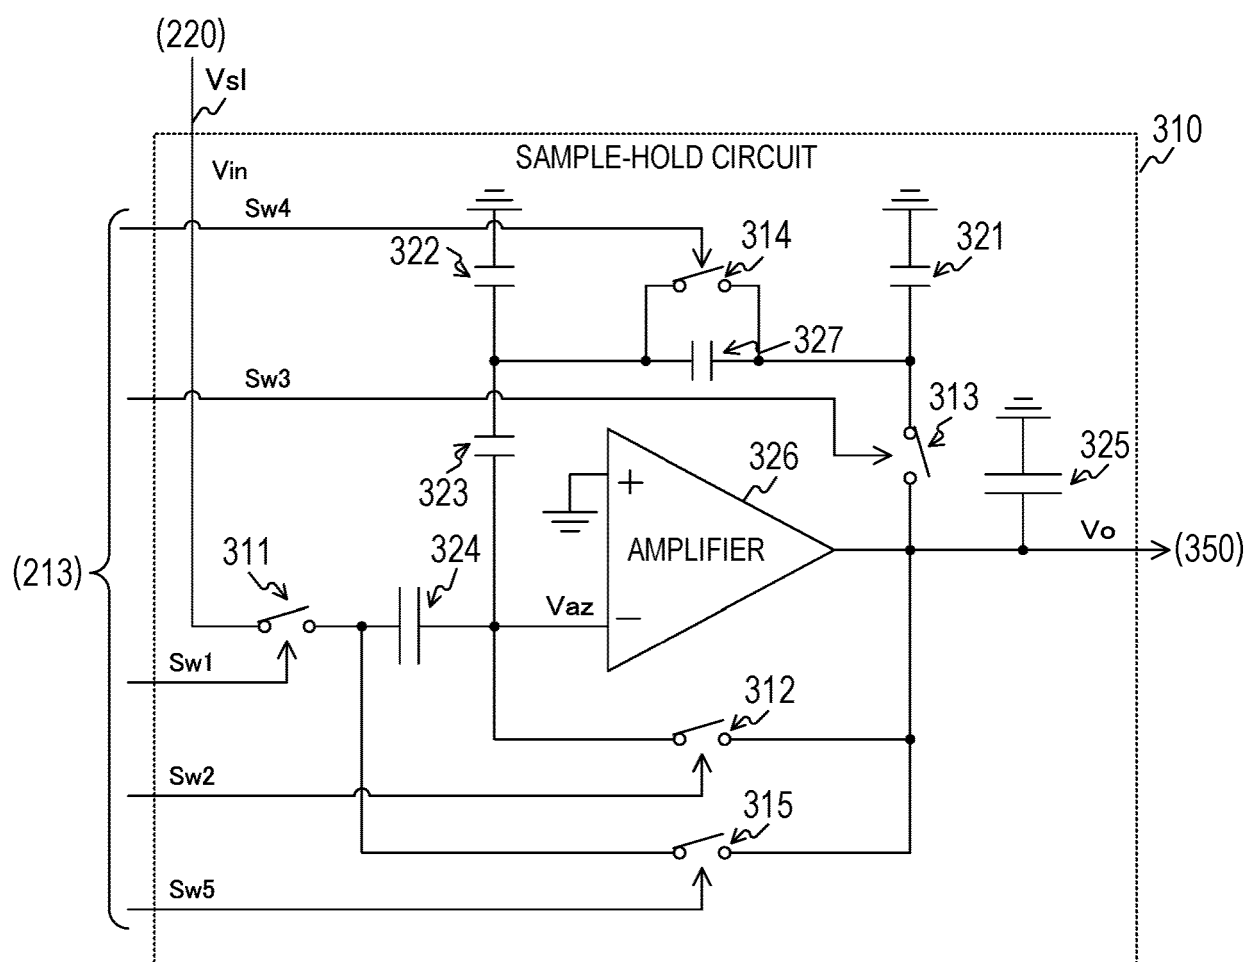 (220)
Vsl
310
SAMPLE-HOLD CIRCUIT
Vin
Sw4
322
314
321
327
Sw3
313
323
326
325
+
AMPLIFIER
Vo
(350)
311
324
(213)
Vaz
−
Sw1
312
Sw2
315
Sw5